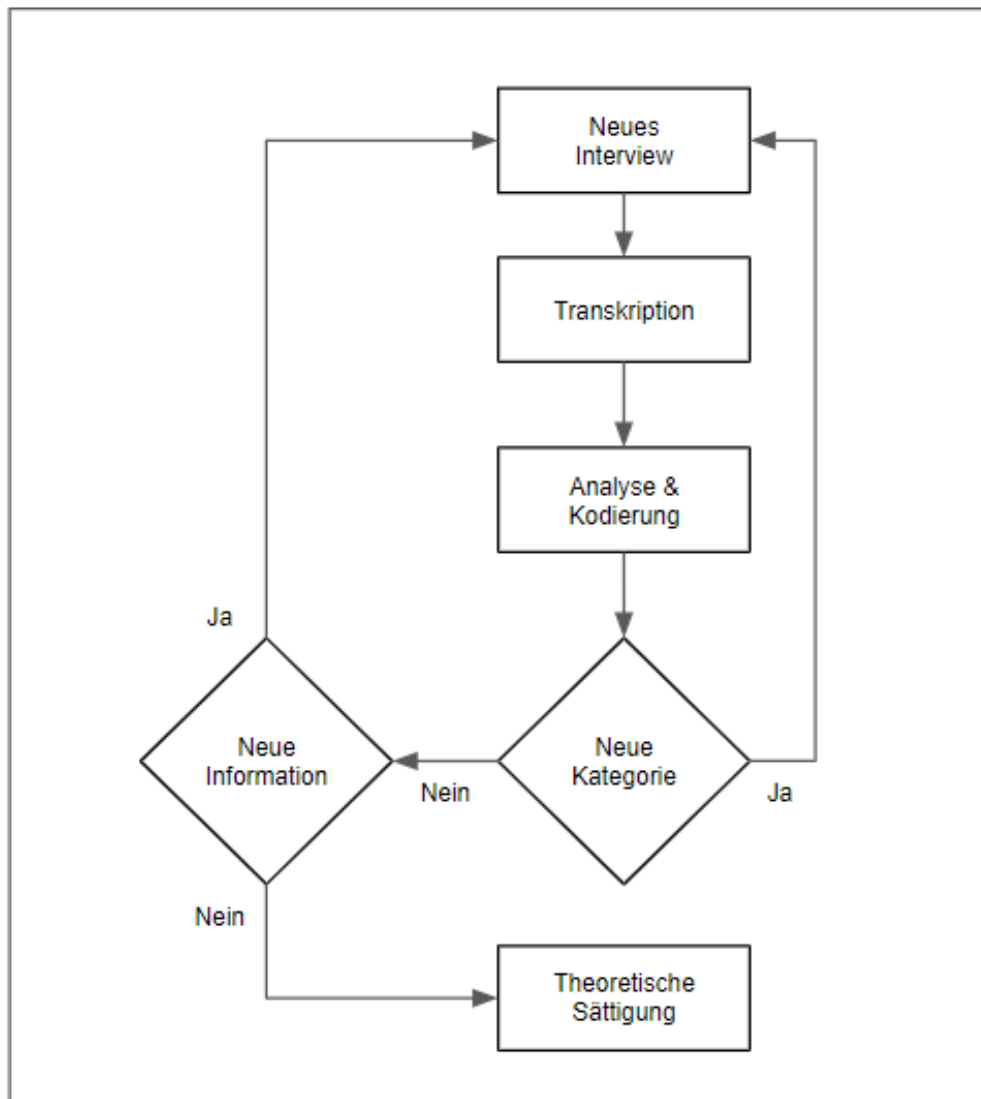 Neues
Interview
Transkription
Analyse &
Kodierung
Ja
Neue
Information
Nein
Neue
Kategorie
Ja
Nein
Theoretische
Sättigung